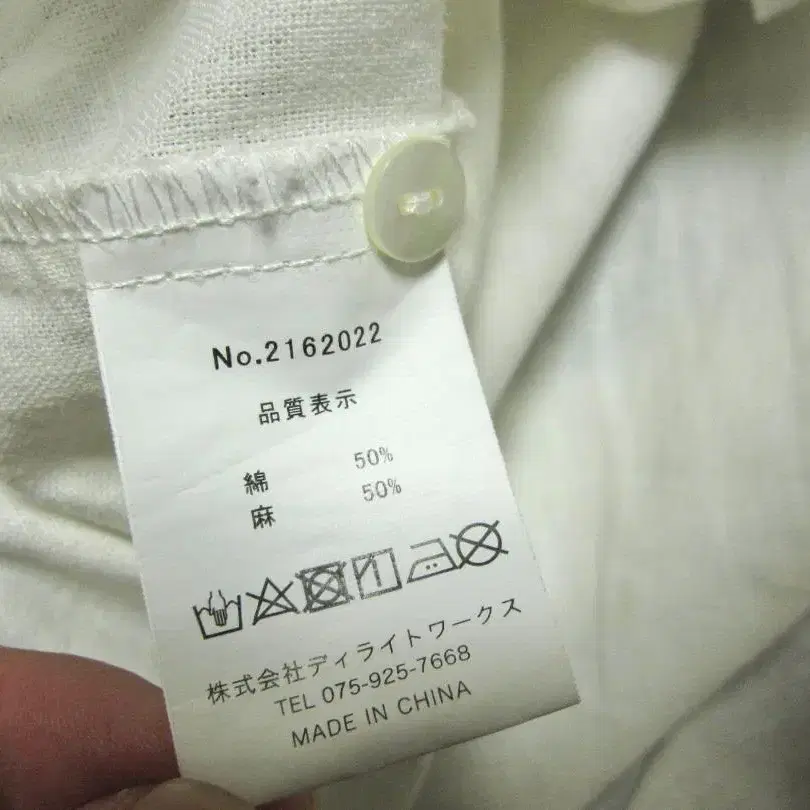 No.2162022
品質表示
綿 50%
麻 50%
株式会社ディライトワークス
TEL 075-925-7668
MADE IN CHINA